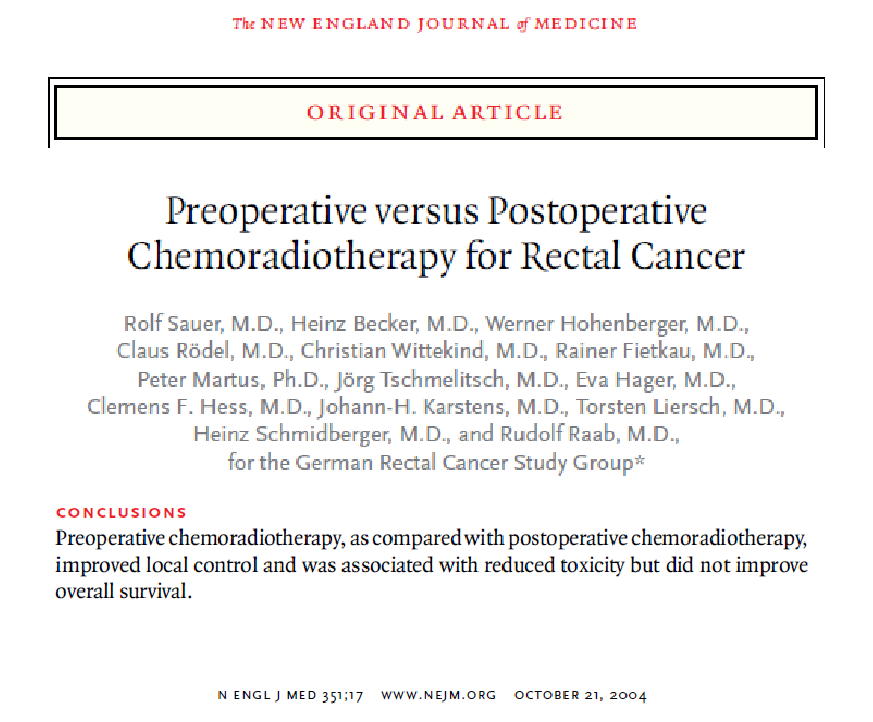 The NEW ENGLAND JOURNAL of MEDICINE
ORIGINAL ARTICLE
Preoperative versus Postoperative
Chemoradiotherapy for Rectal Cancer
Rolf Sauer, M.D., Heinz Becker, M.D., Werner Hohenberger, M.D.,
Claus Rödel, M.D., Christian Wittekind, M.D., Rainer Fietkau, M.D.,
Peter Martus, Ph.D., Jörg Tschmelitsch, M.D., Eva Hager, M.D.,
Clemens F. Hess, M.D., Johann-H. Karstens, M.D., Torsten Liersch, M.D.,
Heinz Schmidberger, M.D., and Rudolf Raab, M.D.,
for the German Rectal Cancer Study Group*
CONCLUSIONS
Preoperative chemoradiotherapy, as compared with postoperative chemoradiotherapy,
improved local control and was associated with reduced toxicity but did not improve
overall survival.
N ENGL J MED 351;17 WWW.NEJM.ORG OCTOBER 21, 2004